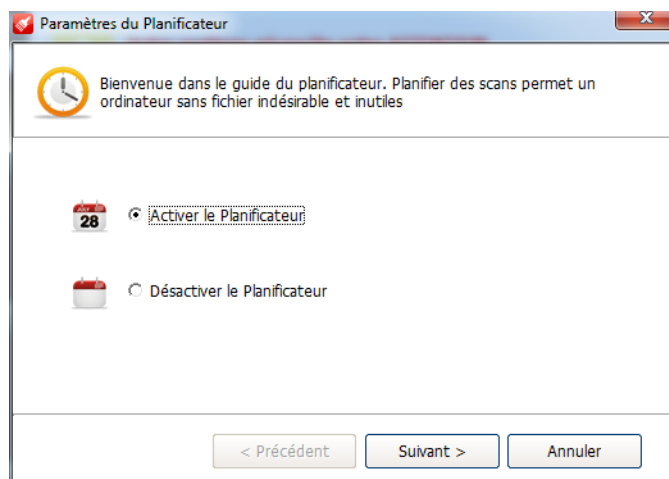 Paramètres du Planificateur
Bienvenue dans le guide du planificateur. Planifier des scans permet un
ordinateur sans fichier indésirable et inutiles
JULY
28
Activer le Planificateur
Désactiver le Planificateur
< Précédent
Suivant >
Annuler